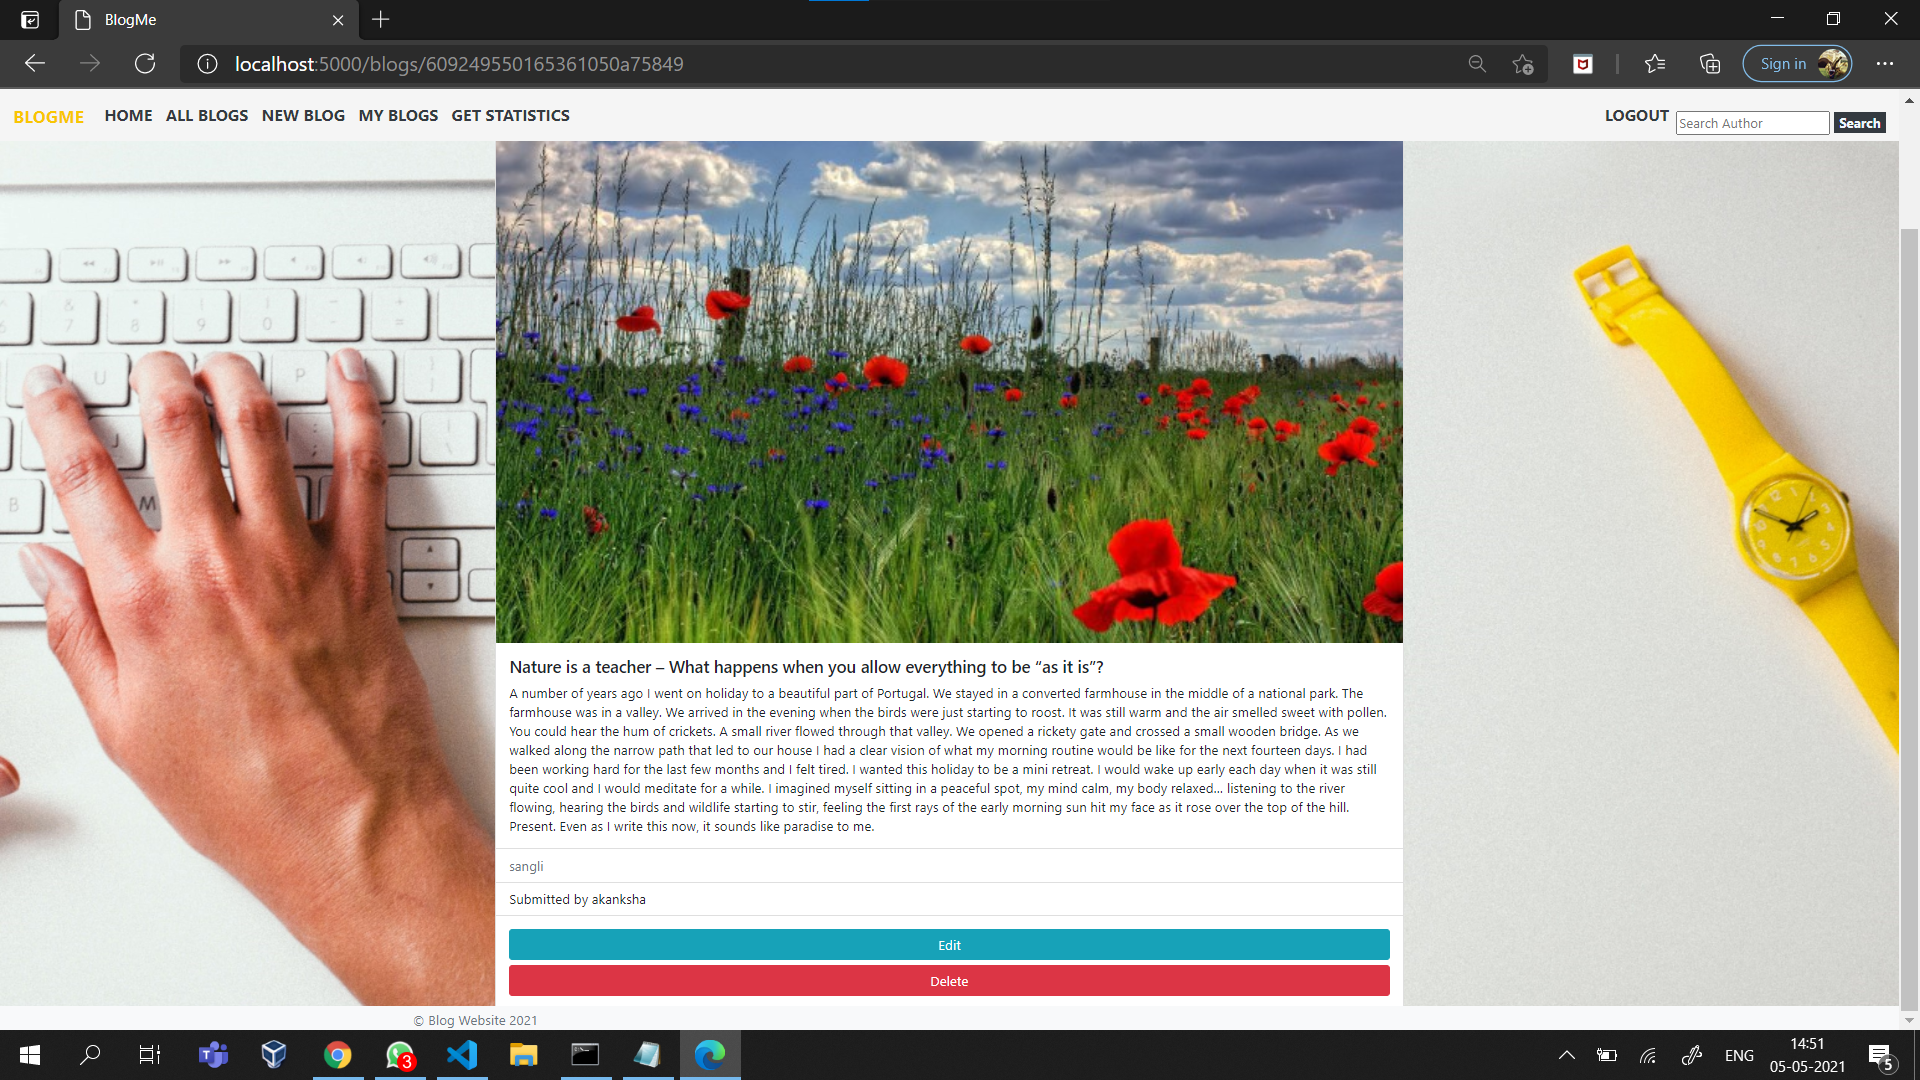 BlogMe
localhost:5000/blogs/609249550165361050a75849
Sign in
BLOGME HOME ALL BLOGS NEW BLOG MY BLOGS GET STATISTICS LOGOUT Search Author Search
Nature is a teacher – What happens when you allow everything to be “as it is”?
A number of years ago I went on holiday to a beautiful part of Portugal. We stayed in a converted farmhouse in the middle of a national park. The
farmhouse was in a valley. We arrived in the evening when the birds were just starting to roost. It was still warm and the air smelled sweet with pollen.
You could hear the hum of crickets. A small river flowed through that valley. We opened a rickety gate and crossed a small wooden bridge. As we
walked along the narrow path that led to our house I had a clear vision of what my morning routine would be like for the next fourteen days. I had
been working hard for the last few months and I felt tired. I wanted this holiday to be a mini retreat. I would wake up early each day when it was still
quite cool and I would meditate for a while. I imagined myself sitting in a peaceful spot, my mind calm, my body relaxed... listening to the river
flowing, hearing the birds and wildlife starting to stir, feeling the first rays of the early morning sun hit my face as it rose over the top of the hill.
Present. Even as I write this now, it sounds like paradise to me.
sangli
Submitted by akanksha
Edit
Delete
© Blog Website 2021
3
ENG
14:51
05-05-2021
5